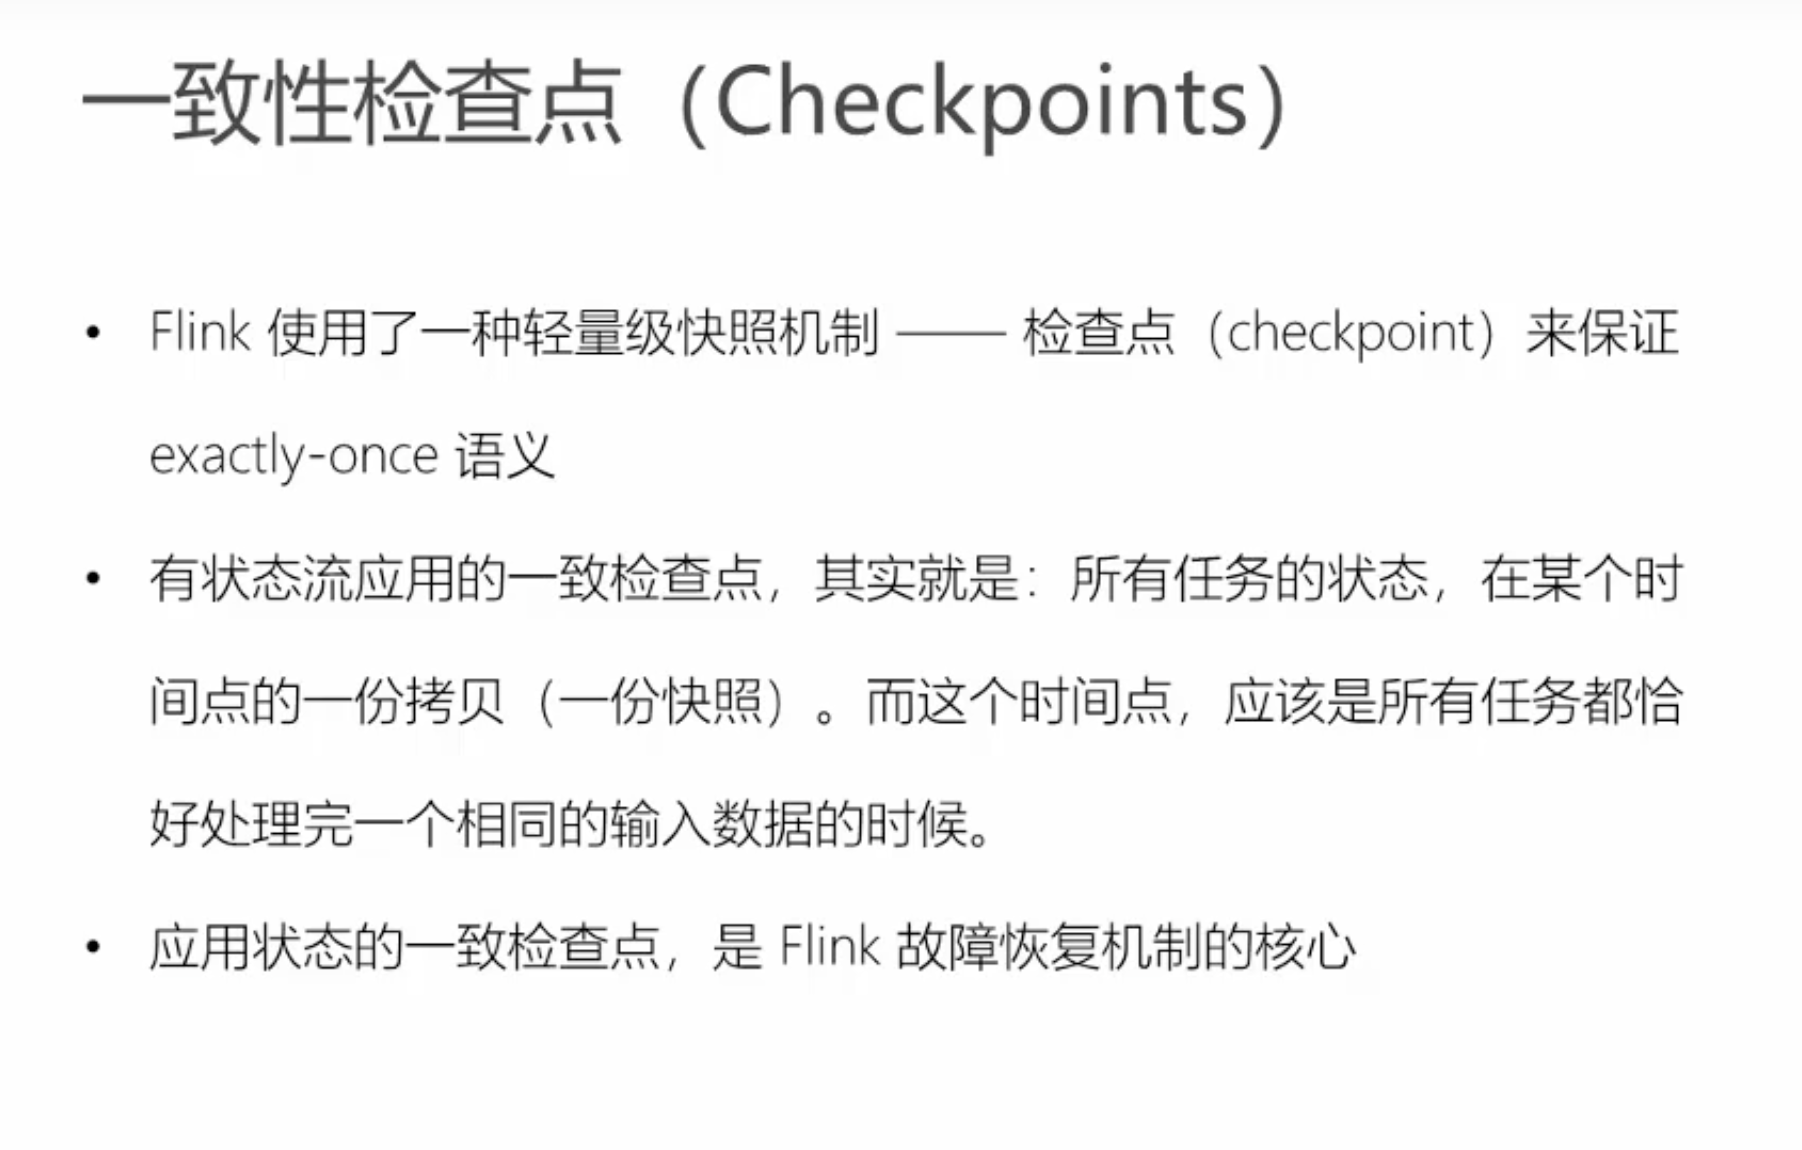 一致性检查点（Checkpoints）
• Flink 使用了一种轻量级快照机制 —— 检查点（checkpoint）来保证
exactly-once 语义
• 有状态流应用的一致检查点，其实就是：所有任务的状态，在某个时
间点的一份拷贝（一份快照）。而这个时间点，应该是所有任务都恰
好处理完一个相同的输入数据的时候。
• 应用状态的一致检查点，是 Flink 故障恢复机制的核心